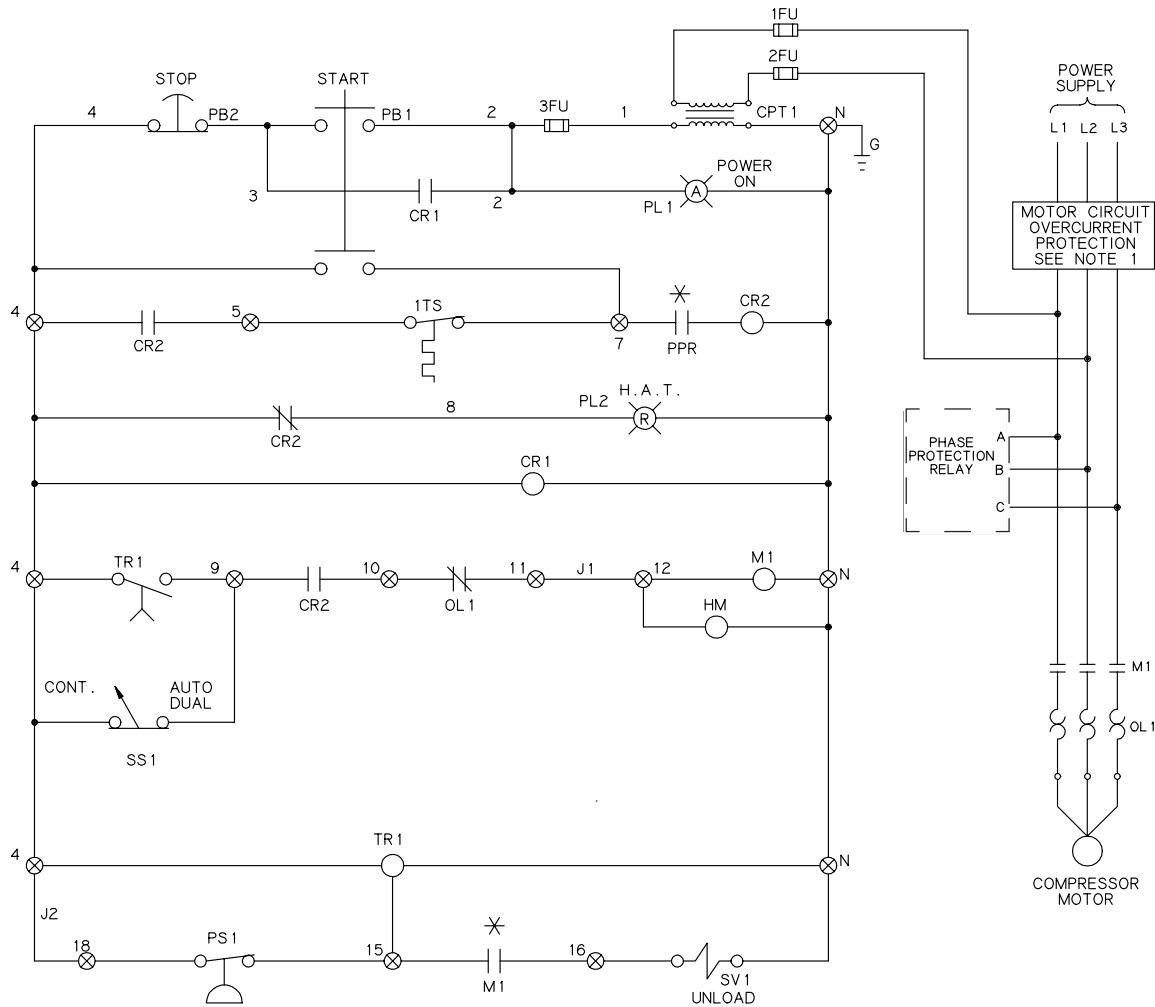 1FU
2FU
STOP
START
POWER
SUPPLY
4
PB2
PB1
2
3FU
1
CPT1
N
L1 L2 L3
G
3
CR1
2
PL1
A
POWER
ON
MOTOR CIRCUIT
OVERCURRENT
PROTECTION
SEE NOTE 1
4
CR2
5
1TS
7
PPR
CR2
CR2
8
PL2
H.A.T.
R
PHASE
PROTECTION
RELAY
A
B
C
CR1
4
TR1
9
CR2
10
OL1
11
J1
12
M1
N
HM
CONT.
AUTO
DUAL
SS1
M1
OL1
4
TR1
N
COMPRESSOR
MOTOR
J2
18
PS1
15
M1
16
SV1
UNLOAD